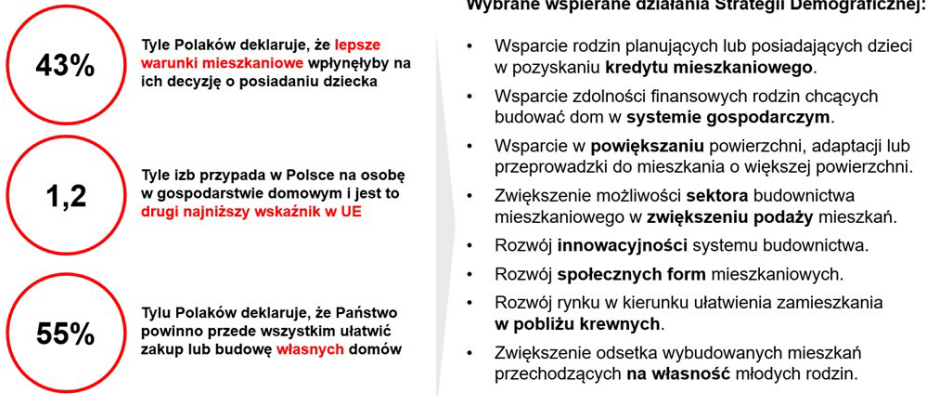 43%
Tyle Polaków deklaruje, że lepsze
warunki mieszkaniowe wpłynęłyby na
ich decyzję o posiadaniu dziecka
1,2
Tyle izb przypada w Polsce na osobę
w gospodarstwie domowym i jest to
drugi najniższy wskaźnik w UE
55%
Tylu Polaków deklaruje, że Państwo
powinno przede wszystkim ułatwić
zakup lub budowę własnych domów
Wybrane wspierane działania Strategii Demograficznej:
• Wsparcie rodzin planujących lub posiadających dzieci
w pozyskaniu kredytu mieszkaniowego.
• Wsparcie zdolności finansowych rodzin chcących
budować dom w systemie gospodarczym.
• Wsparcie w powiększaniu powierzchni, adaptacji lub
przeprowadzki do mieszkania o większej powierzchni.
• Zwiększenie możliwości sektora budownictwa
mieszkaniowego w zwiększeniu podaży mieszkań.
• Rozwój innowacyjności systemu budownictwa.
• Rozwój społecznych form mieszkaniowych.
• Rozwój rynku w kierunku ułatwienia zamieszkania
w pobliżu krewnych.
• Zwiększenie odsetka wybudowanych mieszkań
przechodzących na własność młodych rodzin.